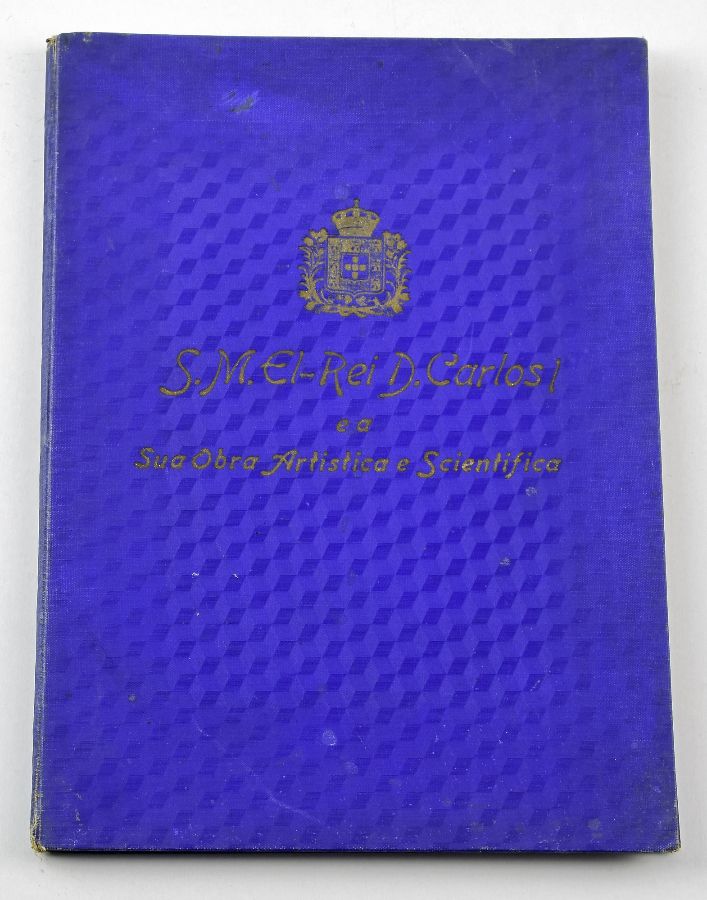 S. M. El-Rei D. Carlos I
e a
Sua Obra Artistica e Scientifica